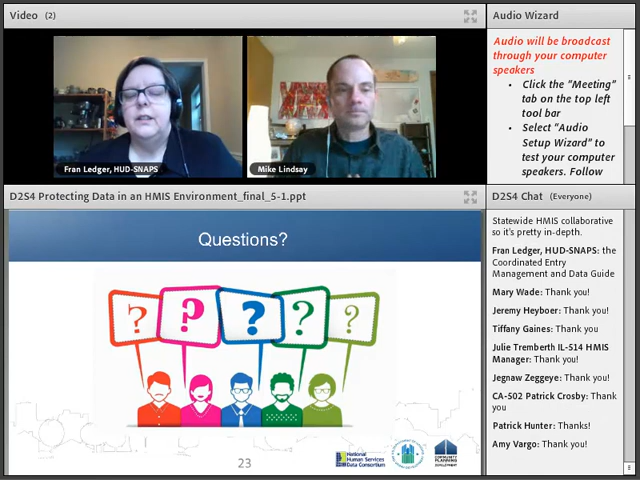 Video (2)
Fran Ledger, HUD-SNAPS
Mike Lindsay
Audio Wizard
Audio will be broadcast
through your computer
speakers
• Click the "Meeting"
tab on the top left
tool bar
• Select "Audio
Setup Wizard" to
test your computer
speakers. Follow
D2S4 Protecting Data in an HMIS Environment_final_5-1.ppt
Questions?
? ? ? ? ?
23
National
Human Services
Data Consortium
COMMUNITY
PLANNING
DEVELOPMENT
D2S4 Chat (Everyone)
Statewide HMIS collaborative
so it's pretty in-depth.
Fran Ledger, HUD-SNAPS: the
Coordinated Entry
Management and Data Guide
Mary Wade: Thank you!
Jeremy Heyboer: Thank you!
Tiffany Gaines: Thank you
Julie Tremberth IL-514 HMIS
Manager: Thank you!
Jegnaw Zeggeye: Thank you!
CA-502 Patrick Crosby: Thank
you
Patrick Hunter: Thanks!
Amy Vargo: Thank you!